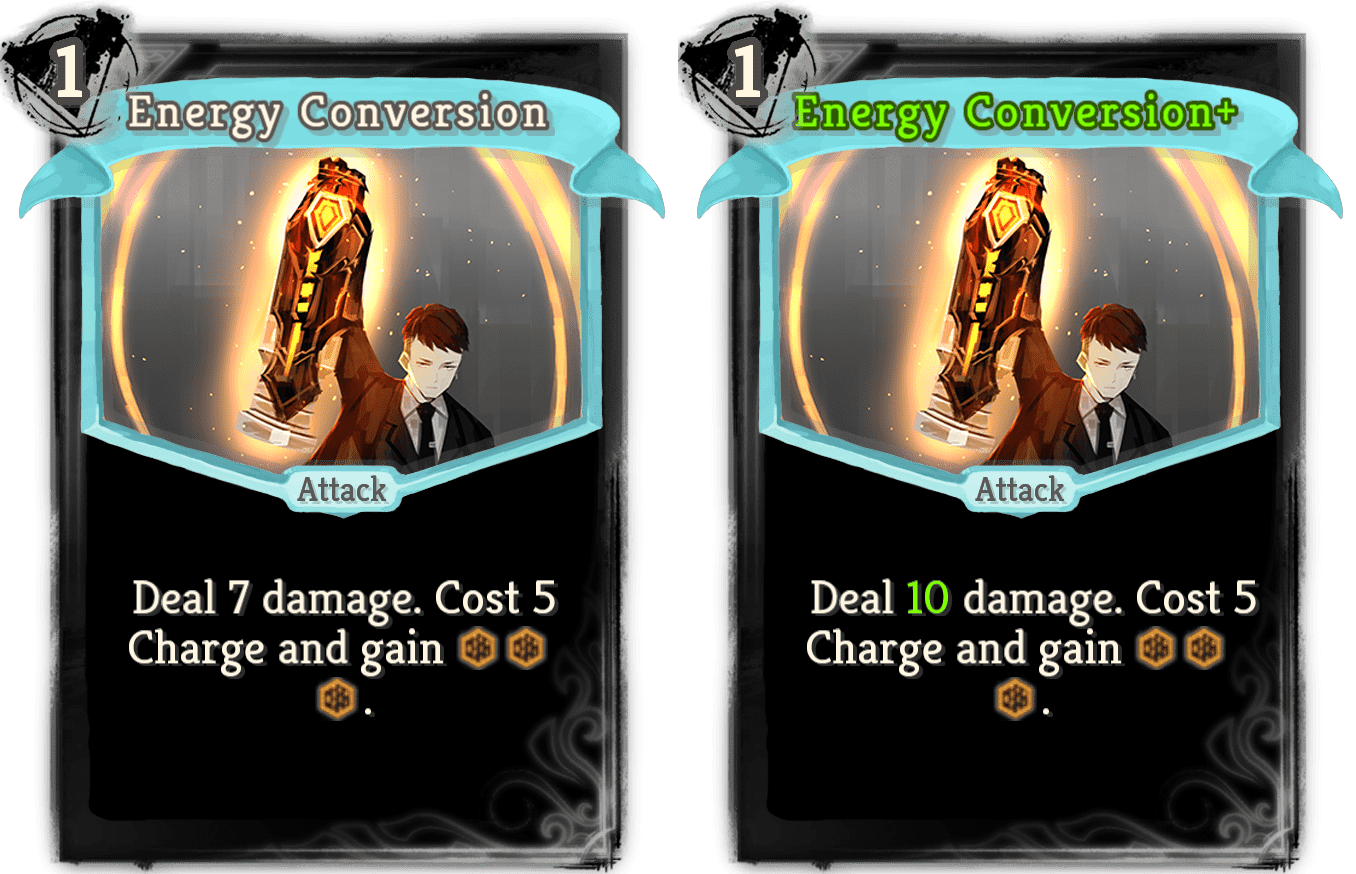 1
Energy Conversion
Attack
Deal 7 damage. Cost 5
Charge and gain
.
1
Energy Conversion+
Attack
Deal 10 damage. Cost 5
Charge and gain
.